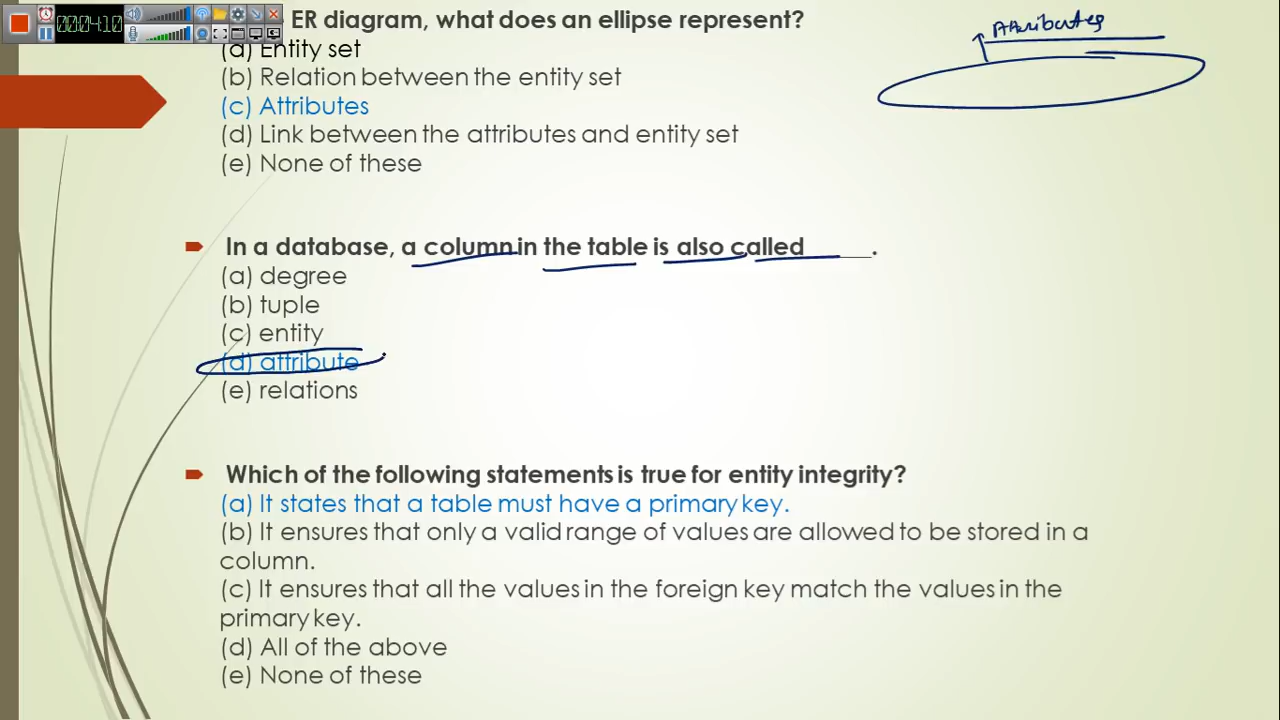 00:04:10
ER diagram, what does an ellipse represent?
Attributes
(a) Entity set
(b) Relation between the entity set
(c) Attributes
(d) Link between the attributes and entity set
(e) None of these
In a database, a column in the table is also called ______.
(a) degree
(b) tuple
(c) entity
(d) attribute
(e) relations
Which of the following statements is true for entity integrity?
(a) It states that a table must have a primary key.
(b) It ensures that only a valid range of values are allowed to be stored in a
column.
(c) It ensures that all the values in the foreign key match the values in the
primary key.
(d) All of the above
(e) None of these